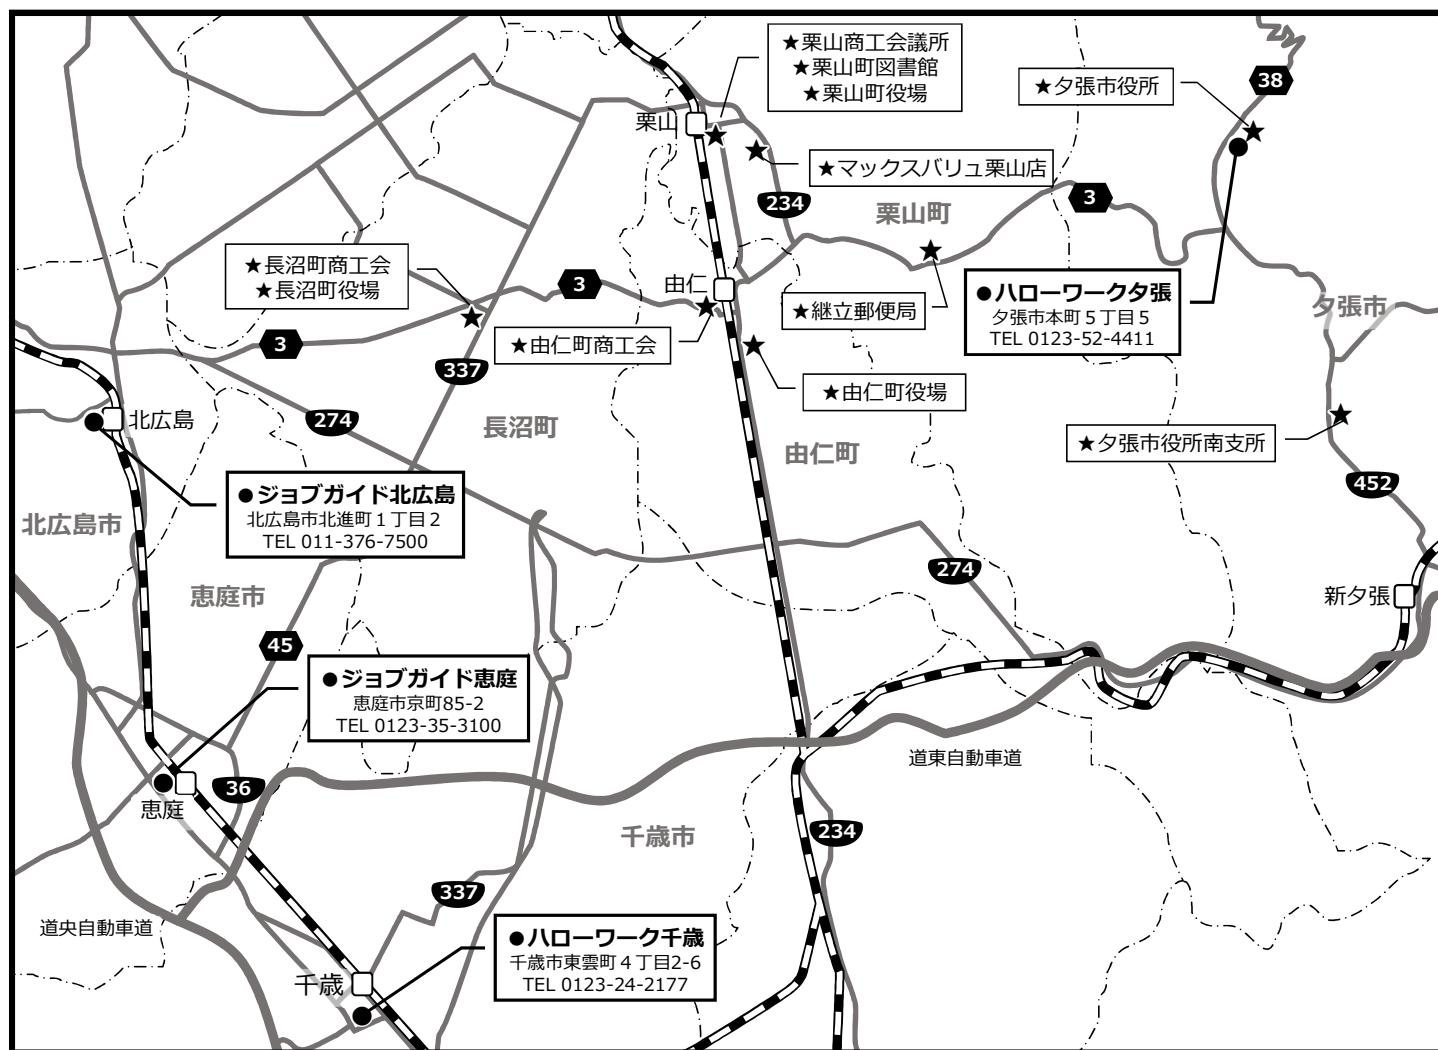 ★栗山商工会議所
★栗山町図書館
★栗山町役場
★夕張市役所
38
栗山
★マックスバリュ栗山店
234
栗山町
3
★長沼町商工会
★長沼町役場
3
由仁
★継立郵便局
●ハローワーク夕張
夕張市本町5丁目5
TEL 0123-52-4411
夕張市
3
★由仁町商工会
337
★由仁町役場
北広島
274
長沼町
由仁町
★夕張市役所南支所
452
●ジョブガイド北広島
北広島市北進町1丁目2
TEL 011-376-7500
北広島市
274
恵庭市
新夕張
45
●ジョブガイド恵庭
恵庭市京町85-2
TEL 0123-35-3100
道東自動車道
36
恵庭
千歳市
234
337
道央自動車道
●ハローワーク千歳
千歳市東雲町4丁目2-6
TEL 0123-24-2177
千歳